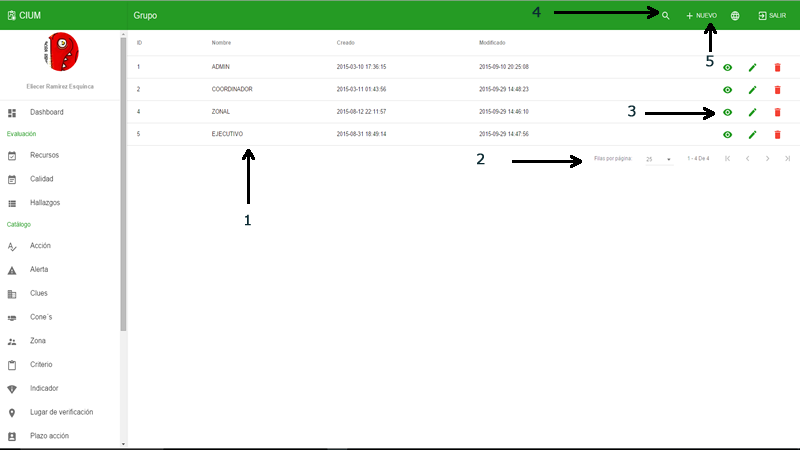 CIUM
Grupo
4
NUEVO
SALIR
5
Eliecer Ramirez Esquinca
Dashboard
Evaluación
Recursos
Calidad
Hallazgos
Catálogo
Acción
Alerta
Clues
Cone´s
Zona
Criterio
Indicador
Lugar de verificación
Plazo acción
ID Nombre Creado Modificado
1 ADMIN 2015-03-10 17:36:15 2015-09-10 20:25:08
2 COORDINADOR 2015-03-11 01:43:56 2015-09-29 14:48:23
4 ZONAL 2015-08-12 22:11:57 2015-09-29 14:46:10
3
5 EJECUTIVO 2015-08-31 18:49:14 2015-09-29 14:47:56
2
Filas por página: 25 1 - 4 De 4
1